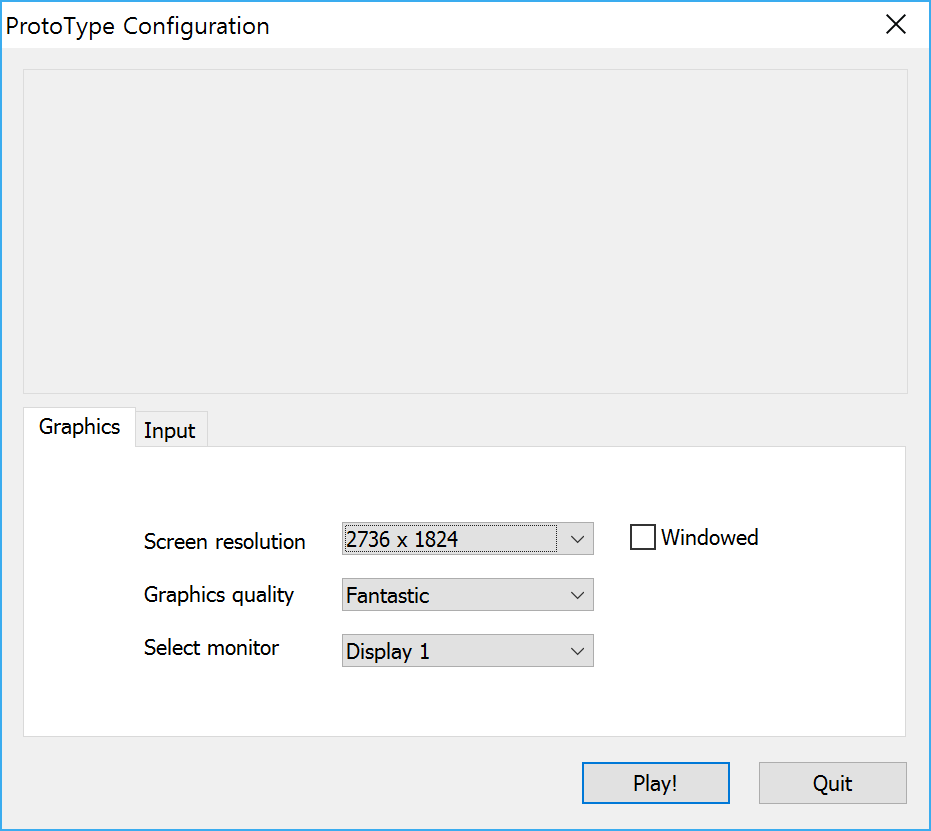 ProtoType Configuration
Graphics
Input
Screen resolution
2736 x 1824
Windowed
Graphics quality
Fantastic
Select monitor
Display 1
Play!
Quit